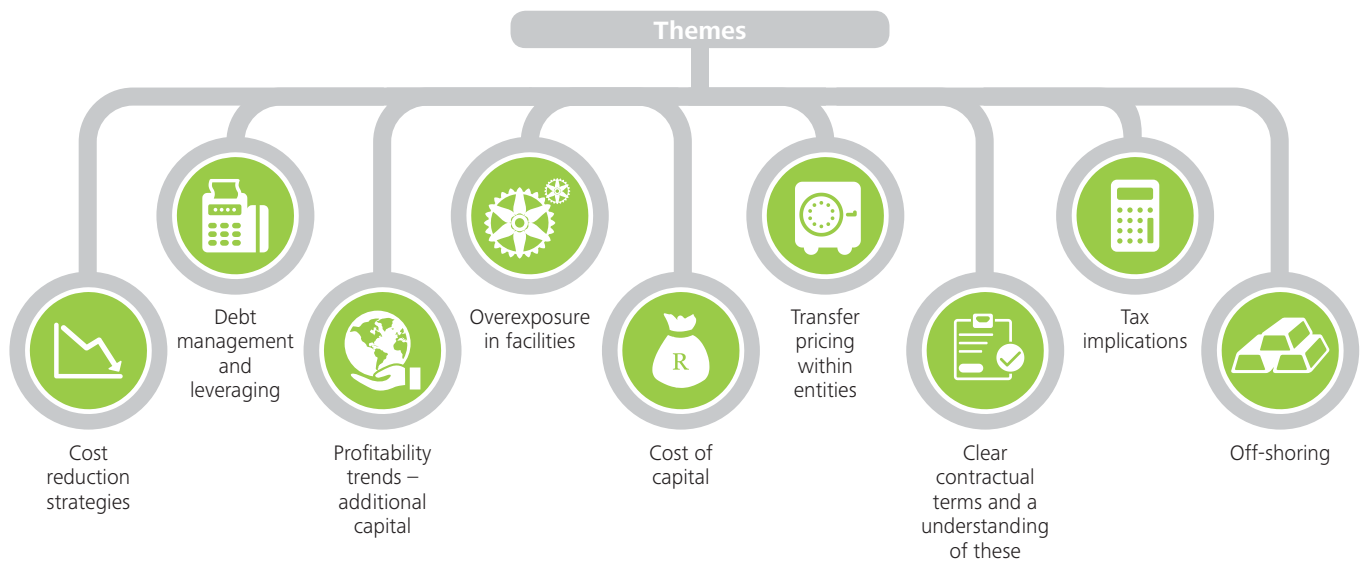 Themes
Cost
reduction
strategies
Debt
management
and
leveraging
Profitability
trends –
additional
capital
Overexposure
in facilities
R
Cost of
capital
Transfer
pricing
within
entities
Clear
contractual
terms and a
understanding
of these
Tax
implications
Off-shoring